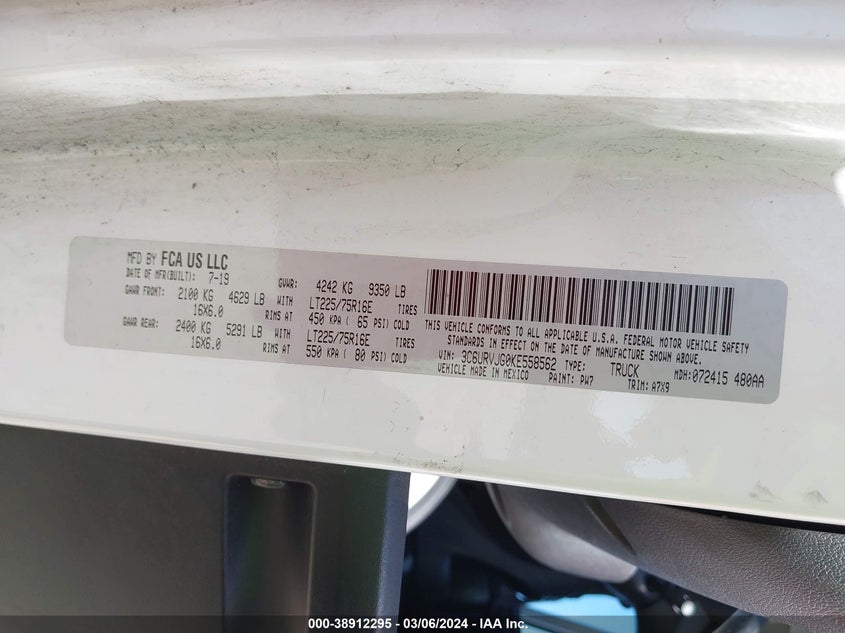 MFD BY FCA US LLC
DATE OF MFR(BUILT): 7-19 GVWR: 4242 KG 9350 LB
GAWR FRONT: 2100 KG 4629 LB WITH LT225/75R16E TIRES
16X6.0 RIMS AT 450 KPA ( 65 PSI) COLD
GAWR REAR: 2400 KG 5291 LB WITH LT225/75R16E TIRES
16X6.0 RIMS AT 550 KPA ( 80 PSI) COLD
THIS VEHICLE CONFORMS TO ALL APPLICABLE U.S.A. FEDERAL MOTOR VEHICLE SAFETY
STANDARDS IN EFFECT ON THE DATE OF MANUFACTURE SHOWN ABOVE.
VIN: 3C6URVJG0KE558562 TYPE: TRUCK MDH:072415 480AA
VEHICLE MADE IN MEXICO PAINT: PW7 TRIM: A7X9
000-38912295 - 03/06/2024 - IAA Inc.